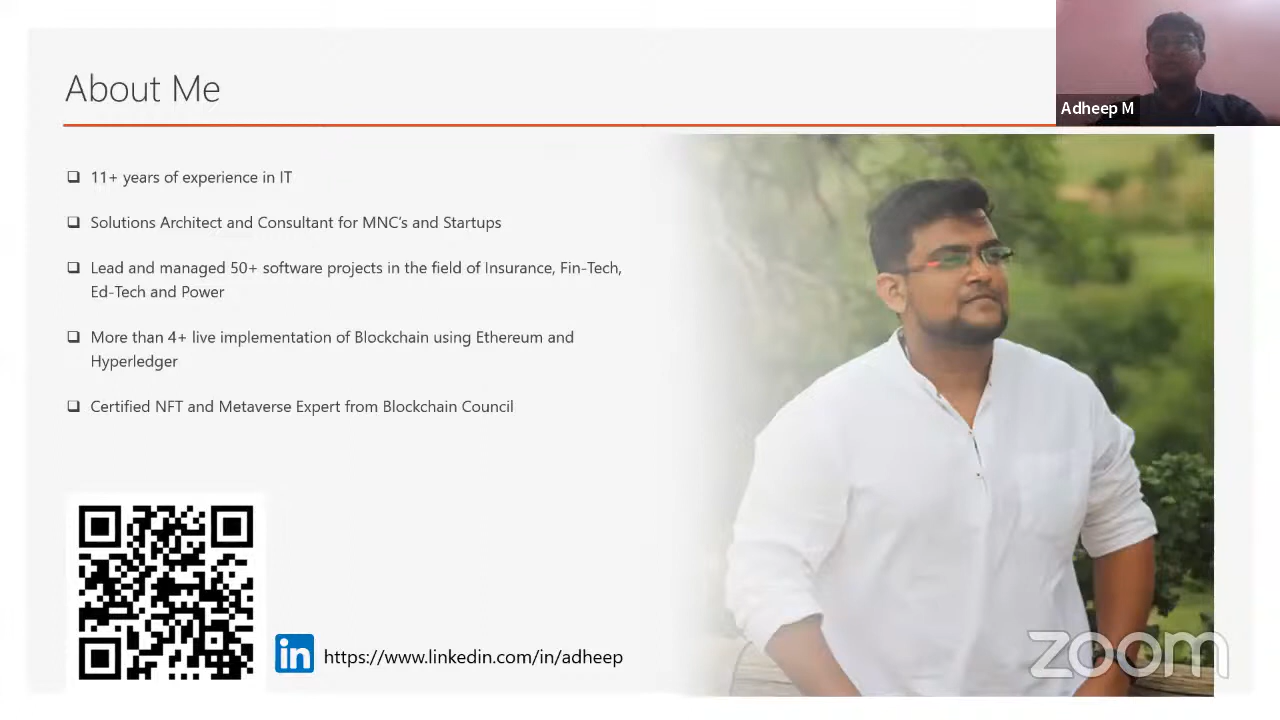 About Me
Adheep M
11+ years of experience in IT
Solutions Architect and Consultant for MNC's and Startups
Lead and managed 50+ software projects in the field of Insurance, Fin-Tech,
Ed-Tech and Power
More than 4+ live implementation of Blockchain using Ethereum and
Hyperledger
Certified NFT and Metaverse Expert from Blockchain Council
in https://www.linkedin.com/in/adheep
zoom